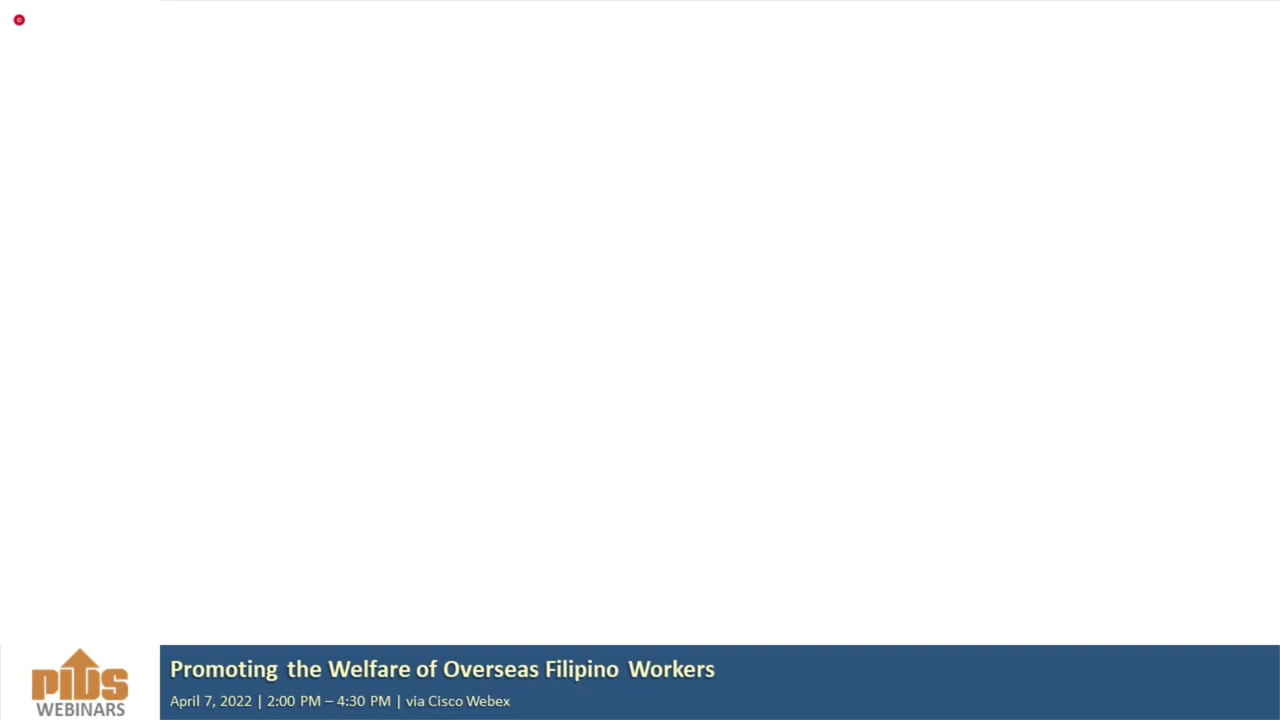 pids
WEBINARS
Promoting the Welfare of Overseas Filipino Workers
April 7, 2022 | 2:00 PM – 4:30 PM | via Cisco Webex